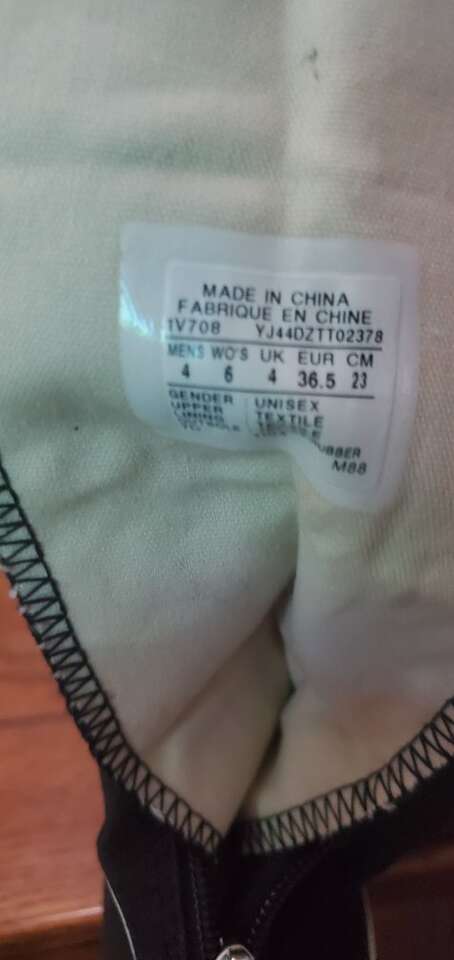 MADE IN CHINA
FABRIQUE EN CHINE
1V708 YJ44DZTT02378
MENS WO'S UK EUR CM
4 6 4 36.5 23
GENDER UNISEX
UPPER TEXTILE
LINING
M88